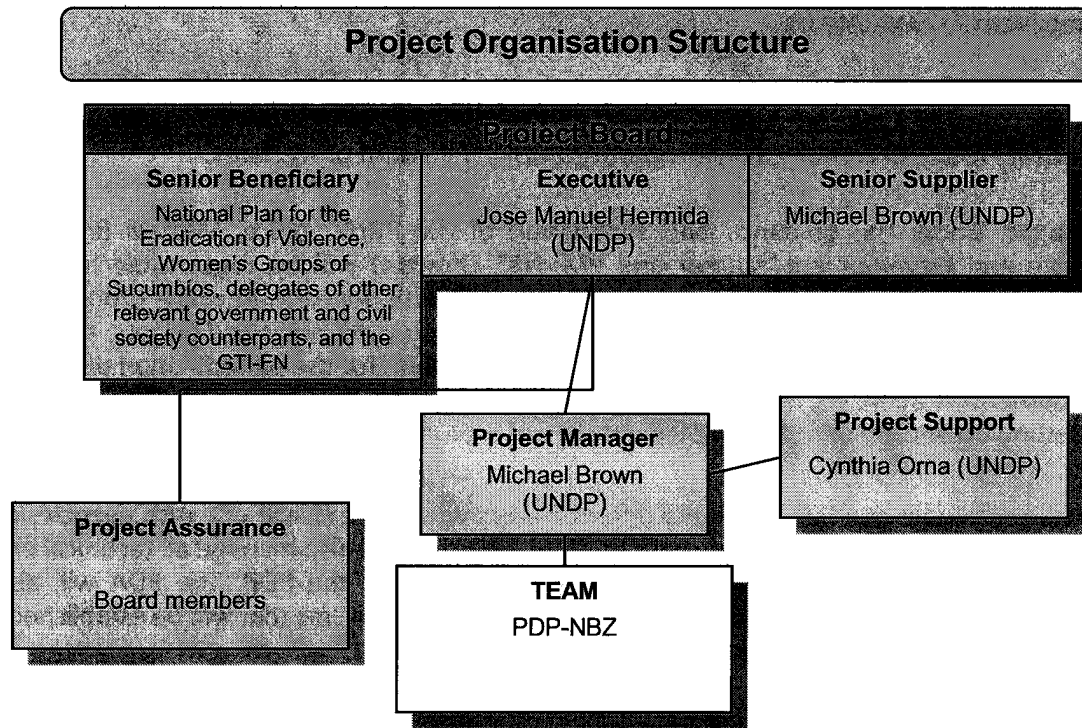 Project Organisation Structure
Project Board
Senior Beneficiary
National Plan for the
Eradication of Violence,
Women's Groups of
Sucumbíos, delegates of other
relevant government and civil
society counterparts, and the
GTI-FN
Executive
Jose Manuel Hermida
(UNDP)
Senior Supplier
Michael Brown (UNDP)
Project Manager
Michael Brown
(UNDP)
Project Support
Cynthia Orna (UNDP)
Project Assurance
Board members
TEAM
PDP-NBZ